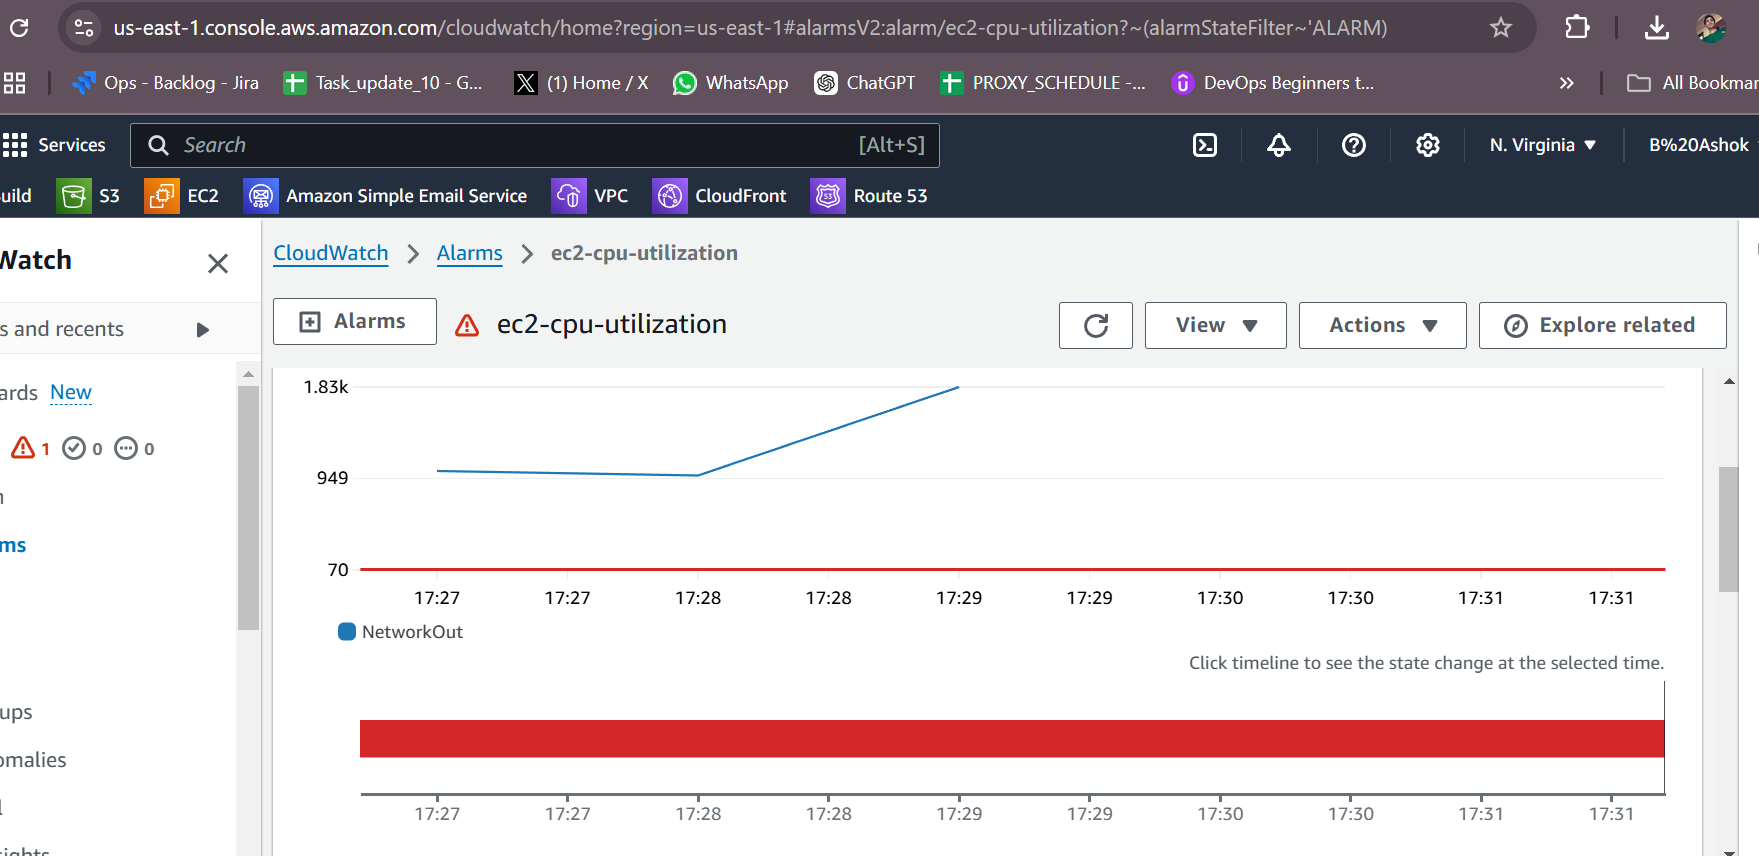 us-east-1.console.aws.amazon.com/cloudwatch/home?region=us-east-1#alarmsV2:alarm/ec2-cpu-utilization?~(alarmStateFilter~'ALARM)
Ops - Backlog - Jira Task_update_10 - G... (1) Home / X WhatsApp ChatGPT PROXY_SCHEDULE -... DevOps Beginners t... » All Bookmar
Services Search [Alt+S] N. Virginia ▼ B%20Ashok
uild S3 EC2 Amazon Simple Email Service VPC CloudFront Route 53
Watch
CloudWatch > Alarms > ec2-cpu-utilization
Alarms ec2-cpu-utilization View ▼ Actions ▼ Explore related
s and recents
ards New
1 0 0
n
ms
ups
omalies
l
sights
1.83k
949
70
17:27 17:27 17:28 17:28 17:29 17:29 17:30 17:30 17:31 17:31
NetworkOut
Click timeline to see the state change at the selected time.
17:27 17:27 17:28 17:28 17:29 17:29 17:30 17:30 17:31 17:31